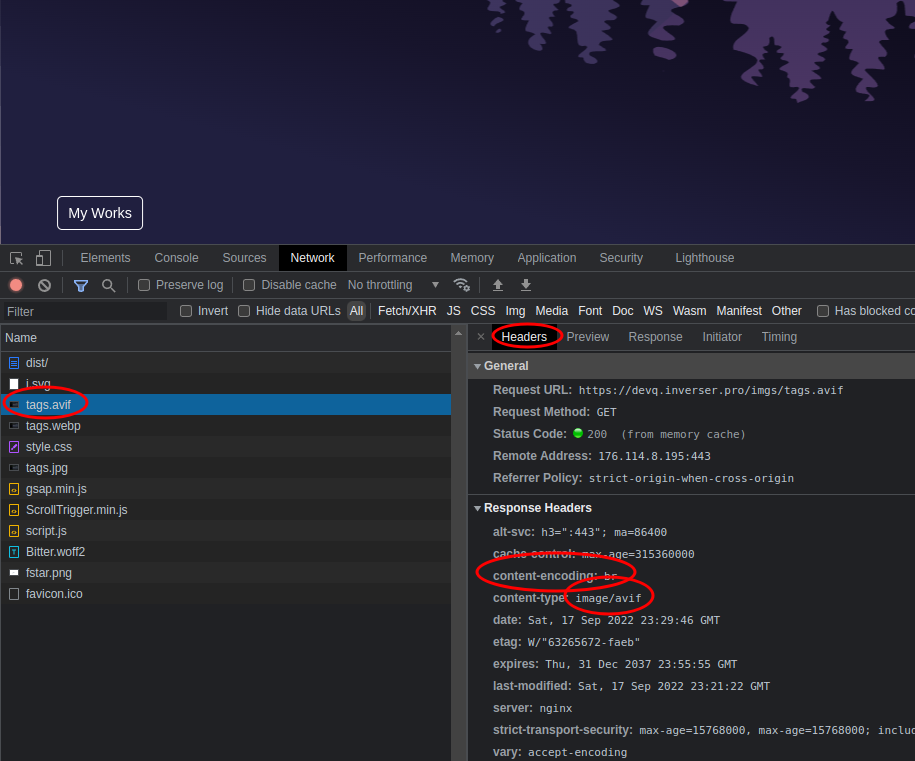 My Works
Elements Console Sources Network Performance Memory Application Security Lighthouse
Preserve log Disable cache No throttling
Filter Invert Hide data URLs All Fetch/XHR JS CSS Img Media Font Doc WS Wasm Manifest Other Has blocked co
Name
dist/
i.svg
tags.avif
tags.webp
style.css
tags.jpg
gsap.min.js
ScrollTrigger.min.js
script.js
Bitter.woff2
fstar.png
favicon.ico
× Headers Preview Response Initiator Timing
General
Request URL: https://devq.inverser.pro/imgs/tags.avif
Request Method: GET
Status Code: 200 (from memory cache)
Remote Address: 176.114.8.195:443
Referrer Policy: strict-origin-when-cross-origin
Response Headers
alt-svc: h3=":443"; ma=86400
cache-control: max-age=315360000
content-encoding: br
content-type: image/avif
date: Sat, 17 Sep 2022 23:29:46 GMT
etag: W/"63265672-faeb"
expires: Thu, 31 Dec 2037 23:55:55 GMT
last-modified: Sat, 17 Sep 2022 23:21:22 GMT
server: nginx
strict-transport-security: max-age=15768000, max-age=15768000; inclu
vary: accept-encoding